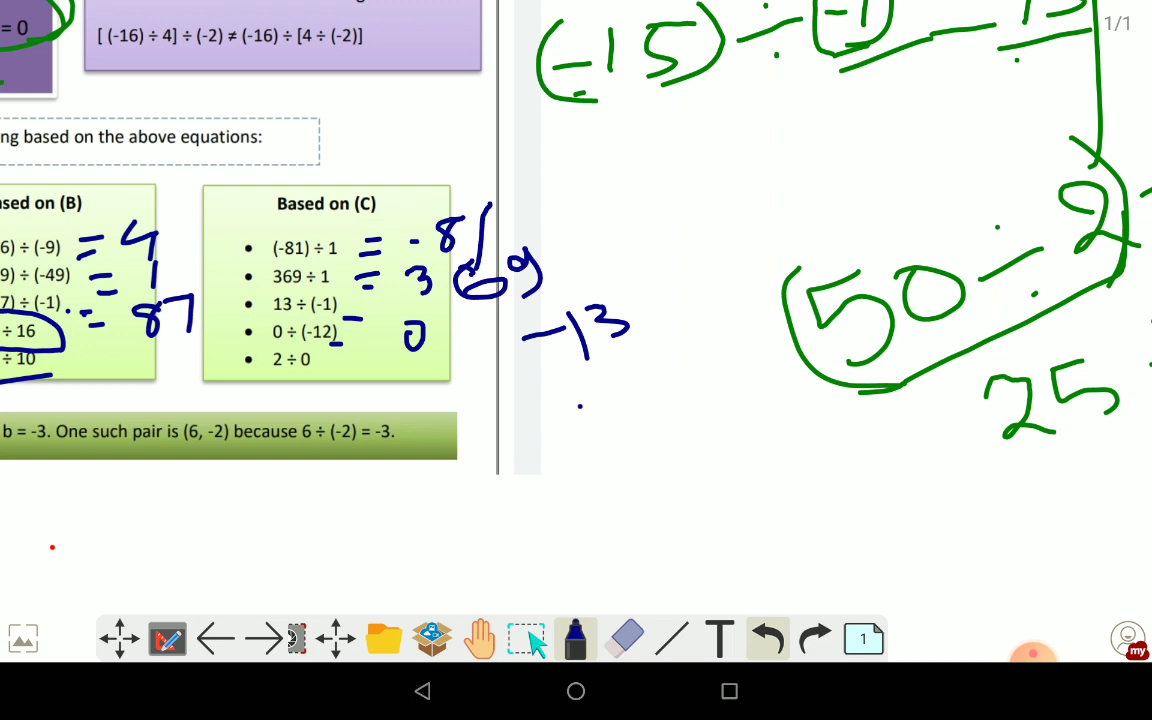 = 0
[ (-16) ÷ 4] ÷ (-2) ≠ (-16) ÷ [4 ÷ (-2)]
(-15) ÷ (-1)
1/1
ng based on the above equations:
ased on (B)
6) ÷ (-9) = 4
9) ÷ (-49) = 1
7) ÷ (-1). = 87
÷ 16
÷ 10
Based on (C)
• (-81) ÷ 1 = -81
• 369 ÷ 1 = 369
• 13 ÷ (-1) -13
• 0 ÷ (-12) = 0
• 2 ÷ 0
50 ÷ 2
25
b = -3. One such pair is (6, -2) because 6 ÷ (-2) = -3.
T
1
my